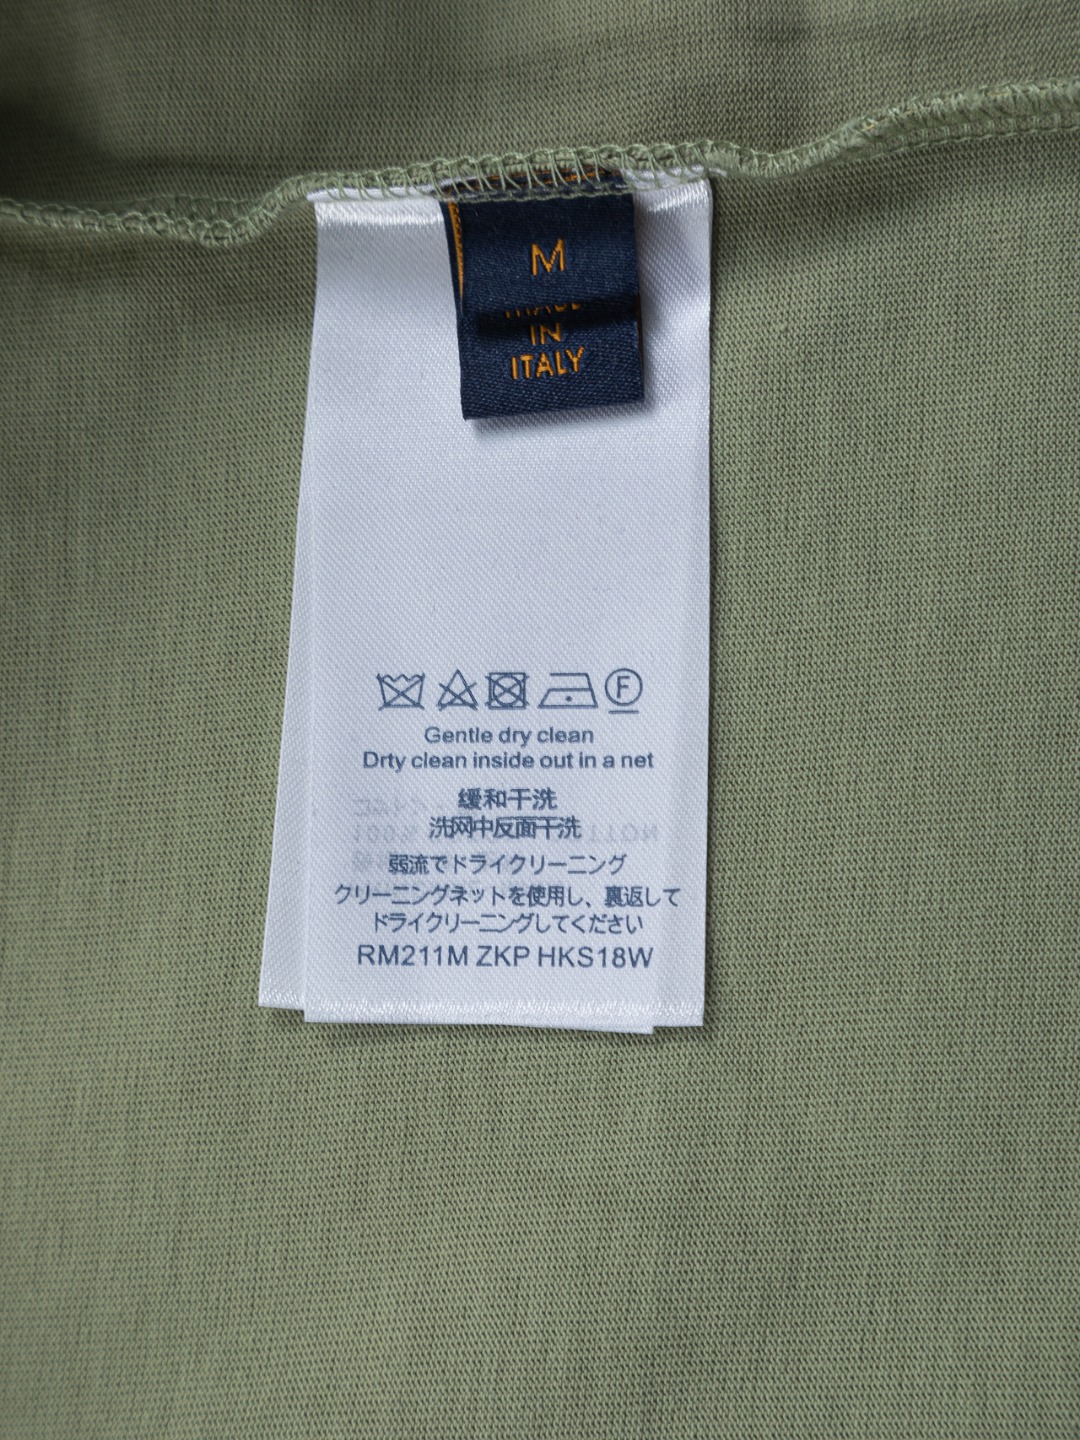 M
MADE
IN
ITALY
F
Gentle dry clean
Drty clean inside out in a net
缓和干洗
洗网中反面干洗
弱流でドライクリーニング
クリーニングネットを使用し、裏返して
ドライクリーニングしてください
RM211M ZKP HKS18W